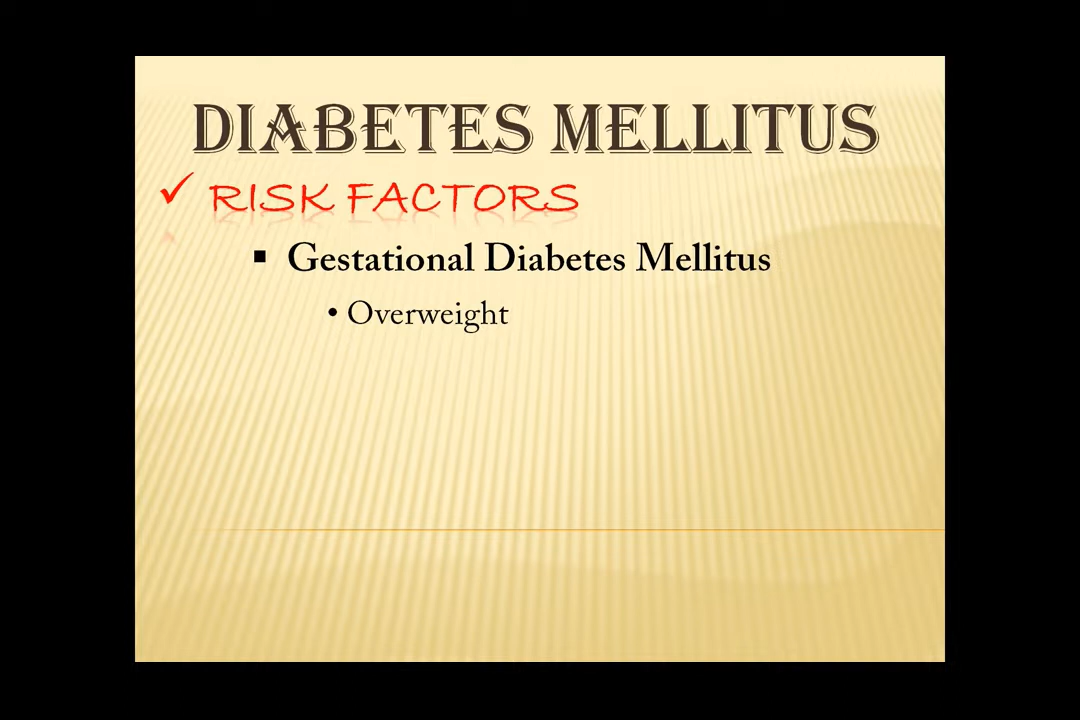 DIABETES MELLITUS
✓ RISK FACTORS
▪ Gestational Diabetes Mellitus
• Overweight